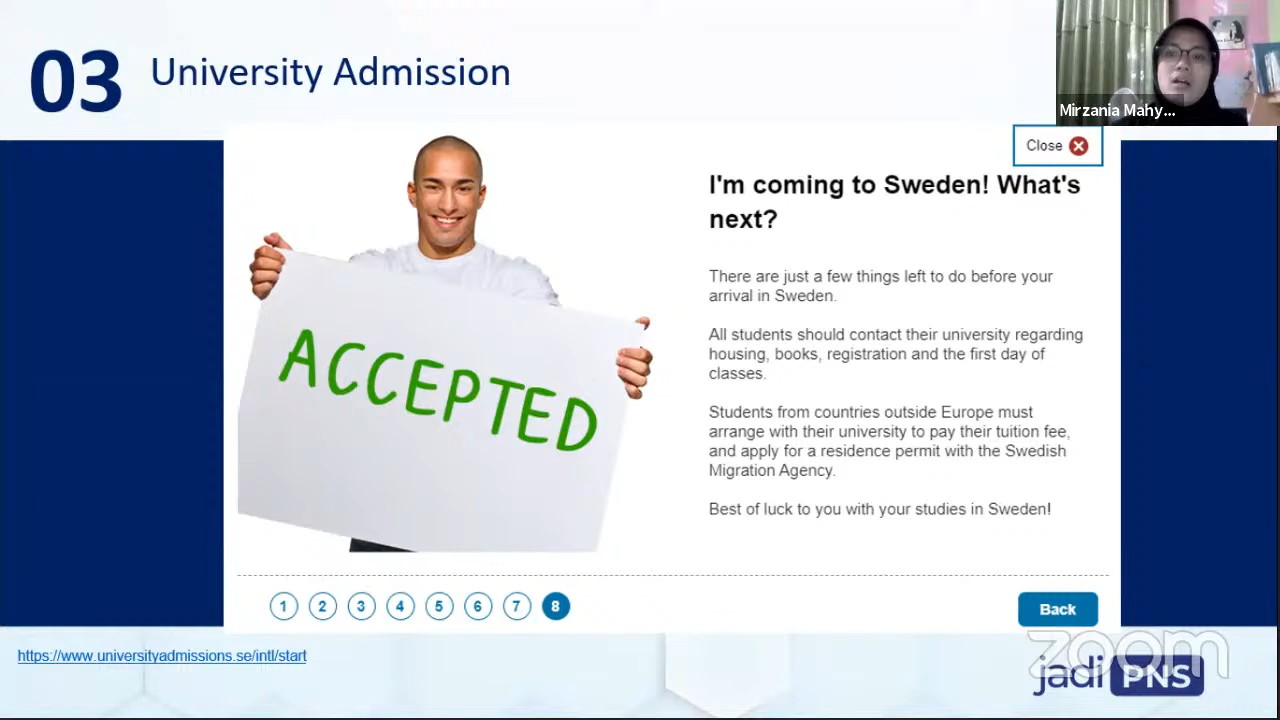 03 University Admission
Mirzania Mahy...
Close
I'm coming to Sweden! What's
next?
There are just a few things left to do before your
arrival in Sweden.
All students should contact their university regarding
housing, books, registration and the first day of
classes.
Students from countries outside Europe must
arrange with their university to pay their tuition fee,
and apply for a residence permit with the Swedish
Migration Agency.
Best of luck to you with your studies in Sweden!
ACCEPTED
1 2 3 4 5 6 7 8
Back
zoom
https://www.universityadmissions.se/intl/start
jadi PNS